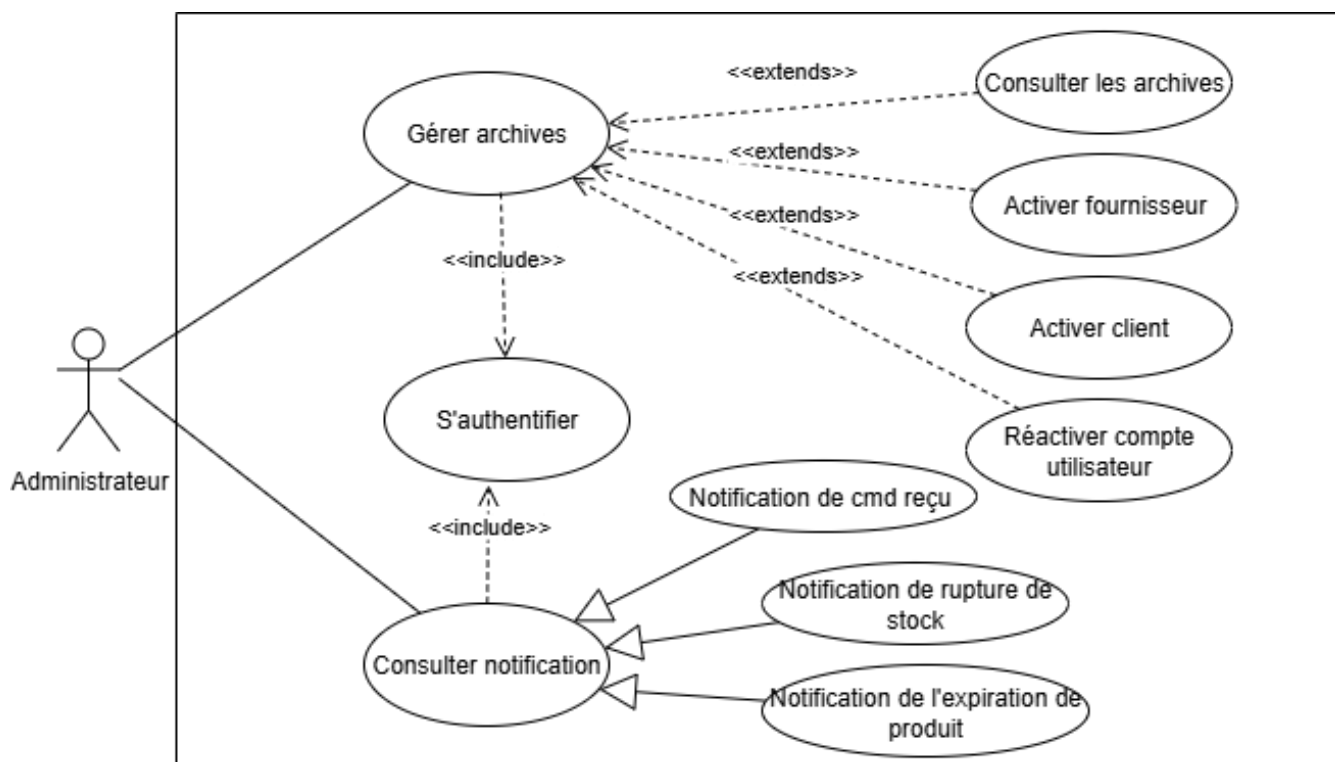 <<extends>>
Consulter les archives
Gérer archives
<<extends>>
Activer fournisseur
<<extends>>
<<include>>
<<extends>>
Activer client
S'authentifier
Réactiver compte
utilisateur
Administrateur
Notification de cmd reçu
<<include>>
Notification de rupture de
stock
Consulter notification
Notification de l'expiration de
produit